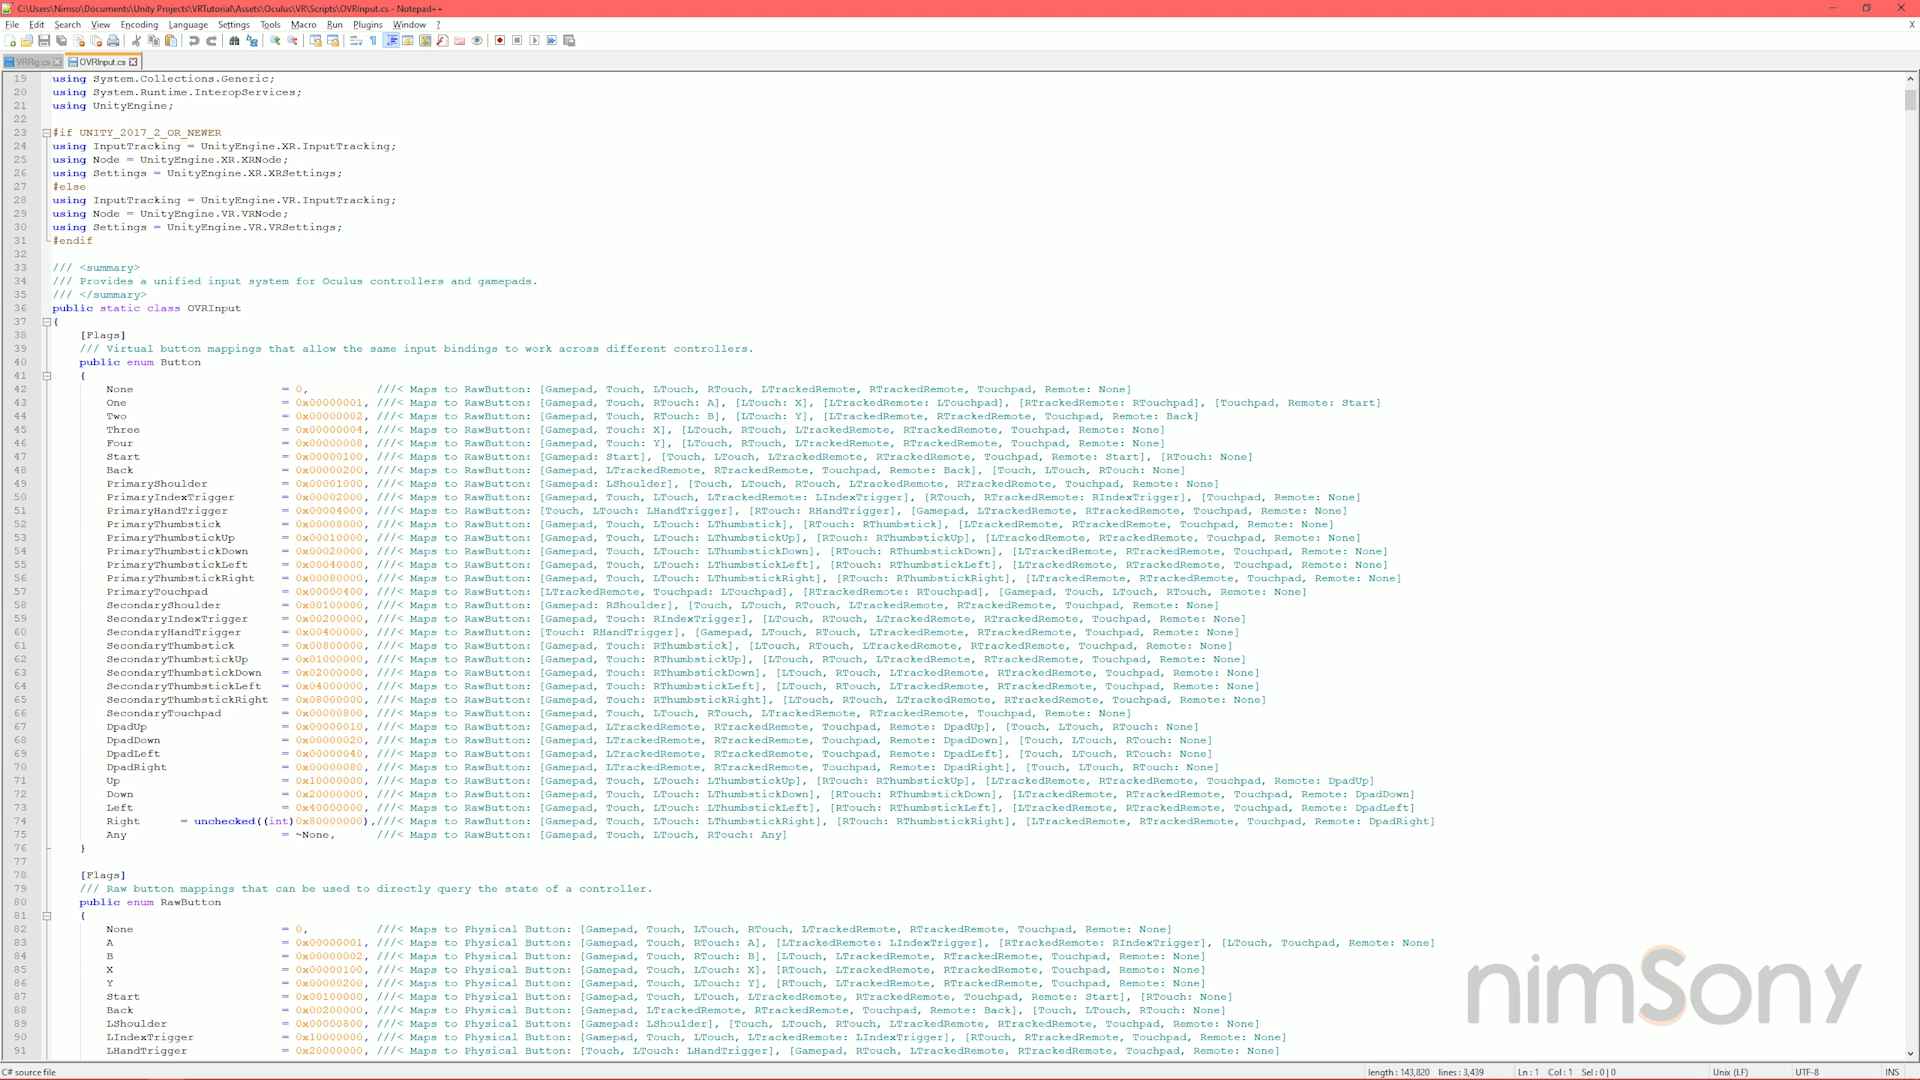 C:\Users\Nimso\Documents\Unity Projects\VRTutorial\Assets\Oculus\VR\Scripts\OVRInput.cs - Notepad++
File Edit Search View Encoding Language Settings Tools Macro Run Plugins Window ? X
VRRig.cs OVRInput.cs
19 using System.Collections.Generic;
20 using System.Runtime.InteropServices;
21 using UnityEngine;
22
23 #if UNITY_2017_2_OR_NEWER
24 using InputTracking = UnityEngine.XR.InputTracking;
25 using Node = UnityEngine.XR.XRNode;
26 using Settings = UnityEngine.XR.XRSettings;
27 #else
28 using InputTracking = UnityEngine.VR.InputTracking;
29 using Node = UnityEngine.VR.VRNode;
30 using Settings = UnityEngine.VR.VRSettings;
31 #endif
32
33 /// <summary>
34 /// Provides a unified input system for Oculus controllers and gamepads.
35 /// </summary>
36 public static class OVRInput
37 {
38 [Flags]
39 /// Virtual button mappings that allow the same input bindings to work across different controllers.
40 public enum Button
41 {
42 None = 0, ///< Maps to RawButton: [Gamepad, Touch, LTouch, RTouch, LTrackedRemote, RTrackedRemote, Touchpad, Remote: None]
43 One = 0x00000001, ///< Maps to RawButton: [Gamepad, Touch, RTouch: A], [LTouch: X], [LTrackedRemote: LTouchpad], [RTrackedRemote: RTouchpad], [Touchpad, Remote: Start]
44 Two = 0x00000002, ///< Maps to RawButton: [Gamepad, Touch, RTouch: B], [LTouch: Y], [LTrackedRemote, RTrackedRemote, Touchpad, Remote: Back]
45 Three = 0x00000004, ///< Maps to RawButton: [Gamepad, Touch: X], [LTouch, RTouch, LTrackedRemote, RTrackedRemote, Touchpad, Remote: None]
46 Four = 0x00000008, ///< Maps to RawButton: [Gamepad, Touch: Y], [LTouch, RTouch, LTrackedRemote, RTrackedRemote, Touchpad, Remote: None]
47 Start = 0x00000100, ///< Maps to RawButton: [Gamepad: Start], [Touch, LTouch, LTrackedRemote, RTrackedRemote, Touchpad, Remote: Start], [RTouch: None]
48 Back = 0x00000200, ///< Maps to RawButton: [Gamepad, LTrackedRemote, RTrackedRemote, Touchpad, Remote: Back], [Touch, LTouch, RTouch: None]
49 PrimaryShoulder = 0x00001000, ///< Maps to RawButton: [Gamepad: LShoulder], [Touch, LTouch, RTouch, LTrackedRemote, RTrackedRemote, Touchpad, Remote: None]
50 PrimaryIndexTrigger = 0x00002000, ///< Maps to RawButton: [Gamepad, Touch, LTouch, LTrackedRemote: LIndexTrigger], [RTouch, RTrackedRemote: RIndexTrigger], [Touchpad, Remote: None]
51 PrimaryHandTrigger = 0x00004000, ///< Maps to RawButton: [Touch, LTouch: LHandTrigger], [RTouch: RHandTrigger], [Gamepad, LTrackedRemote, RTrackedRemote, Touchpad, Remote: None]
52 PrimaryThumbstick = 0x00008000, ///< Maps to RawButton: [Gamepad, Touch, LTouch: LThumbstick], [RTouch: RThumbstick], [LTrackedRemote, RTrackedRemote, Touchpad, Remote: None]
53 PrimaryThumbstickUp = 0x00010000, ///< Maps to RawButton: [Gamepad, Touch, LTouch: LThumbstickUp], [RTouch: RThumbstickUp], [LTrackedRemote, RTrackedRemote, Touchpad, Remote: None]
54 PrimaryThumbstickDown = 0x00020000, ///< Maps to RawButton: [Gamepad, Touch, LTouch: LThumbstickDown], [RTouch: RThumbstickDown], [LTrackedRemote, RTrackedRemote, Touchpad, Remote: None]
55 PrimaryThumbstickLeft = 0x00040000, ///< Maps to RawButton: [Gamepad, Touch, LTouch: LThumbstickLeft], [RTouch: RThumbstickLeft], [LTrackedRemote, RTrackedRemote, Touchpad, Remote: None]
56 PrimaryThumbstickRight = 0x00080000, ///< Maps to RawButton: [Gamepad, Touch, LTouch: LThumbstickRight], [RTouch: RThumbstickRight], [LTrackedRemote, RTrackedRemote, Touchpad, Remote: None]
57 PrimaryTouchpad = 0x00000400, ///< Maps to RawButton: [LTrackedRemote, Touchpad: LTouchpad], [RTrackedRemote: RTouchpad], [Gamepad, Touch, LTouch, RTouch, Remote: None]
58 SecondaryShoulder = 0x00100000, ///< Maps to RawButton: [Gamepad: RShoulder], [Touch, LTouch, RTouch, LTrackedRemote, RTrackedRemote, Touchpad, Remote: None]
59 SecondaryIndexTrigger = 0x00200000, ///< Maps to RawButton: [Gamepad, Touch: RIndexTrigger], [LTouch, RTouch, LTrackedRemote, RTrackedRemote, Touchpad, Remote: None]
60 SecondaryHandTrigger = 0x00400000, ///< Maps to RawButton: [Touch: RHandTrigger], [Gamepad, LTouch, RTouch, LTrackedRemote, RTrackedRemote, Touchpad, Remote: None]
61 SecondaryThumbstick = 0x00800000, ///< Maps to RawButton: [Gamepad, Touch: RThumbstick], [LTouch, RTouch, LTrackedRemote, RTrackedRemote, Touchpad, Remote: None]
62 SecondaryThumbstickUp = 0x01000000, ///< Maps to RawButton: [Gamepad, Touch: RThumbstickUp], [LTouch, RTouch, LTrackedRemote, RTrackedRemote, Touchpad, Remote: None]
63 SecondaryThumbstickDown = 0x02000000, ///< Maps to RawButton: [Gamepad, Touch: RThumbstickDown], [LTouch, RTouch, LTrackedRemote, RTrackedRemote, Touchpad, Remote: None]
64 SecondaryThumbstickLeft = 0x04000000, ///< Maps to RawButton: [Gamepad, Touch: RThumbstickLeft], [LTouch, RTouch, LTrackedRemote, RTrackedRemote, Touchpad, Remote: None]
65 SecondaryThumbstickRight = 0x08000000, ///< Maps to RawButton: [Gamepad, Touch: RThumbstickRight], [LTouch, RTouch, LTrackedRemote, RTrackedRemote, Touchpad, Remote: None]
66 SecondaryTouchpad = 0x00000800, ///< Maps to RawButton: [Gamepad, Touch, LTouch, RTouch, LTrackedRemote, RTrackedRemote, Touchpad, Remote: None]
67 DpadUp = 0x00000010, ///< Maps to RawButton: [Gamepad, LTrackedRemote, RTrackedRemote, Touchpad, Remote: DpadUp], [Touch, LTouch, RTouch: None]
68 DpadDown = 0x00000020, ///< Maps to RawButton: [Gamepad, LTrackedRemote, RTrackedRemote, Touchpad, Remote: DpadDown], [Touch, LTouch, RTouch: None]
69 DpadLeft = 0x00000040, ///< Maps to RawButton: [Gamepad, LTrackedRemote, RTrackedRemote, Touchpad, Remote: DpadLeft], [Touch, LTouch, RTouch: None]
70 DpadRight = 0x00000080, ///< Maps to RawButton: [Gamepad, LTrackedRemote, RTrackedRemote, Touchpad, Remote: DpadRight], [Touch, LTouch, RTouch: None]
71 Up = 0x10000000, ///< Maps to RawButton: [Gamepad, Touch, LTouch: LThumbstickUp], [RTouch: RThumbstickUp], [LTrackedRemote, RTrackedRemote, Touchpad, Remote: DpadUp]
72 Down = 0x20000000, ///< Maps to RawButton: [Gamepad, Touch, LTouch: LThumbstickDown], [RTouch: RThumbstickDown], [LTrackedRemote, RTrackedRemote, Touchpad, Remote: DpadDown]
73 Left = 0x40000000, ///< Maps to RawButton: [Gamepad, Touch, LTouch: LThumbstickLeft], [RTouch: RThumbstickLeft], [LTrackedRemote, RTrackedRemote, Touchpad, Remote: DpadLeft]
74 Right = unchecked((int)0x80000000),///< Maps to RawButton: [Gamepad, Touch, LTouch: LThumbstickRight], [RTouch: RThumbstickRight], [LTrackedRemote, RTrackedRemote, Touchpad, Remote: DpadRight]
75 Any = ~None, ///< Maps to RawButton: [Gamepad, Touch, LTouch, RTouch: Any]
76 }
77
78 [Flags]
79 /// Raw button mappings that can be used to directly query the state of a controller.
80 public enum RawButton
81 {
82 None = 0, ///< Maps to Physical Button: [Gamepad, Touch, LTouch, RTouch, LTrackedRemote, RTrackedRemote, Touchpad, Remote: None]
83 A = 0x00000001, ///< Maps to Physical Button: [Gamepad, Touch, RTouch: A], [LTrackedRemote: LIndexTrigger], [RTrackedRemote: RIndexTrigger], [LTouch, Touchpad, Remote: None]
84 B = 0x00000002, ///< Maps to Physical Button: [Gamepad, Touch, RTouch: B], [LTouch, LTrackedRemote, RTrackedRemote, Touchpad, Remote: None]
85 X = 0x00000100, ///< Maps to Physical Button: [Gamepad, Touch, LTouch: X], [RTouch, LTrackedRemote, RTrackedRemote, Touchpad, Remote: None]
86 Y = 0x00000200, ///< Maps to Physical Button: [Gamepad, Touch, LTouch: Y], [RTouch, LTrackedRemote, RTrackedRemote, Touchpad, Remote: None]
87 Start = 0x00100000, ///< Maps to Physical Button: [Gamepad, Touch, LTouch, LTrackedRemote, RTrackedRemote, Touchpad, Remote: Start], [RTouch: None]
88 Back = 0x00200000, ///< Maps to Physical Button: [Gamepad, LTrackedRemote, RTrackedRemote, Touchpad, Remote: Back], [Touch, LTouch, RTouch: None]
89 LShoulder = 0x00000800, ///< Maps to Physical Button: [Gamepad: LShoulder], [Touch, LTouch, RTouch, LTrackedRemote, RTrackedRemote, Touchpad, Remote: None]
90 LIndexTrigger = 0x10000000, ///< Maps to Physical Button: [Gamepad, Touch, LTouch, LTrackedRemote: LIndexTrigger], [RTouch, RTrackedRemote, Touchpad, Remote: None]
91 LHandTrigger = 0x20000000, ///< Maps to Physical Button: [Touch, LTouch: LHandTrigger], [Gamepad, RTouch, LTrackedRemote, RTrackedRemote, Touchpad, Remote: None]
nimSony
C# source file length : 143,820 lines : 3,439 Ln : 1 Col : 1 Sel : 0 | 0 Unix (LF) UTF-8 INS